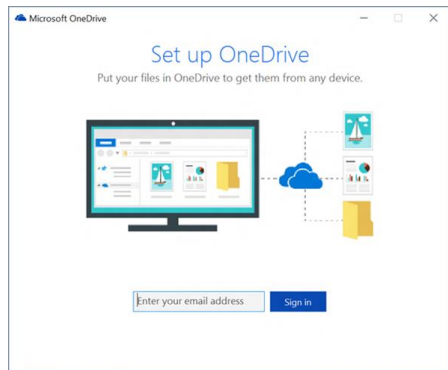 Microsoft OneDrive
Set up OneDrive
Put your files in OneDrive to get them from any device.
Enter your email address
Sign in